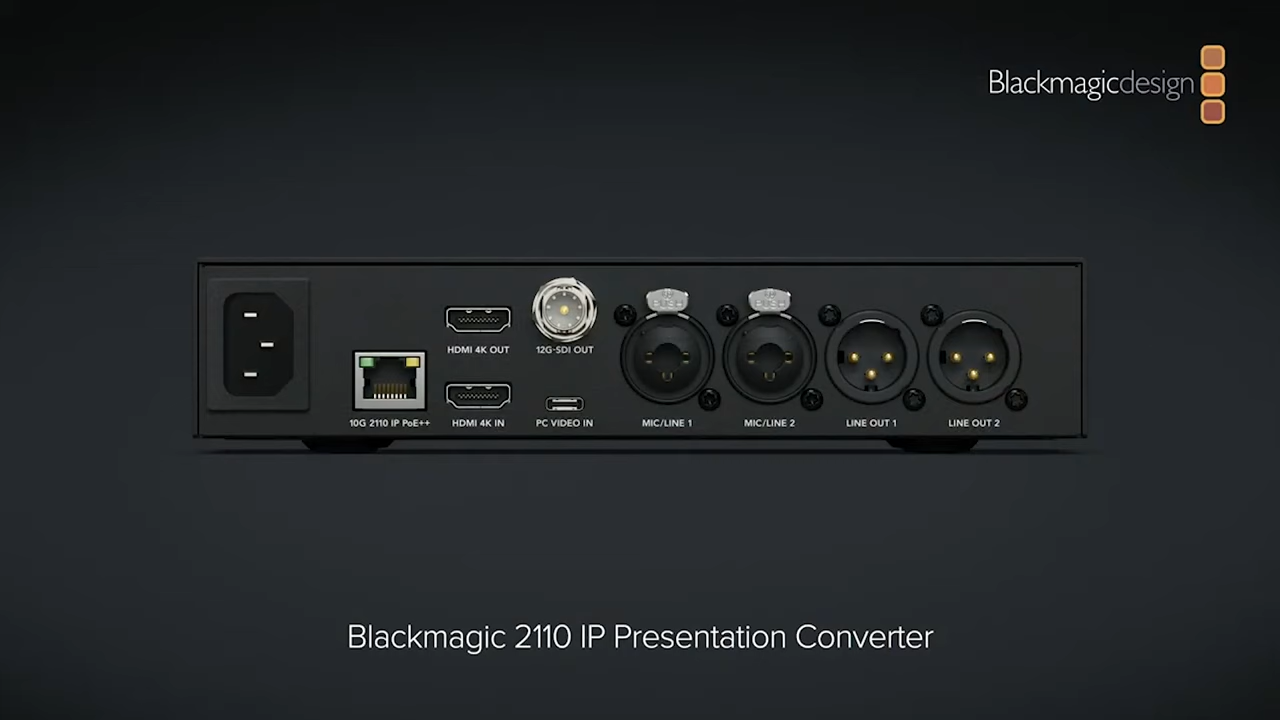 Blackmagicdesign
HDMI 4K OUT
12G-SDI OUT
10G 2110 IP PoE++
HDMI 4K IN
PC VIDEO IN
MIC/LINE 1
MIC/LINE 2
LINE OUT 1
LINE OUT 2
Blackmagic 2110 IP Presentation Converter